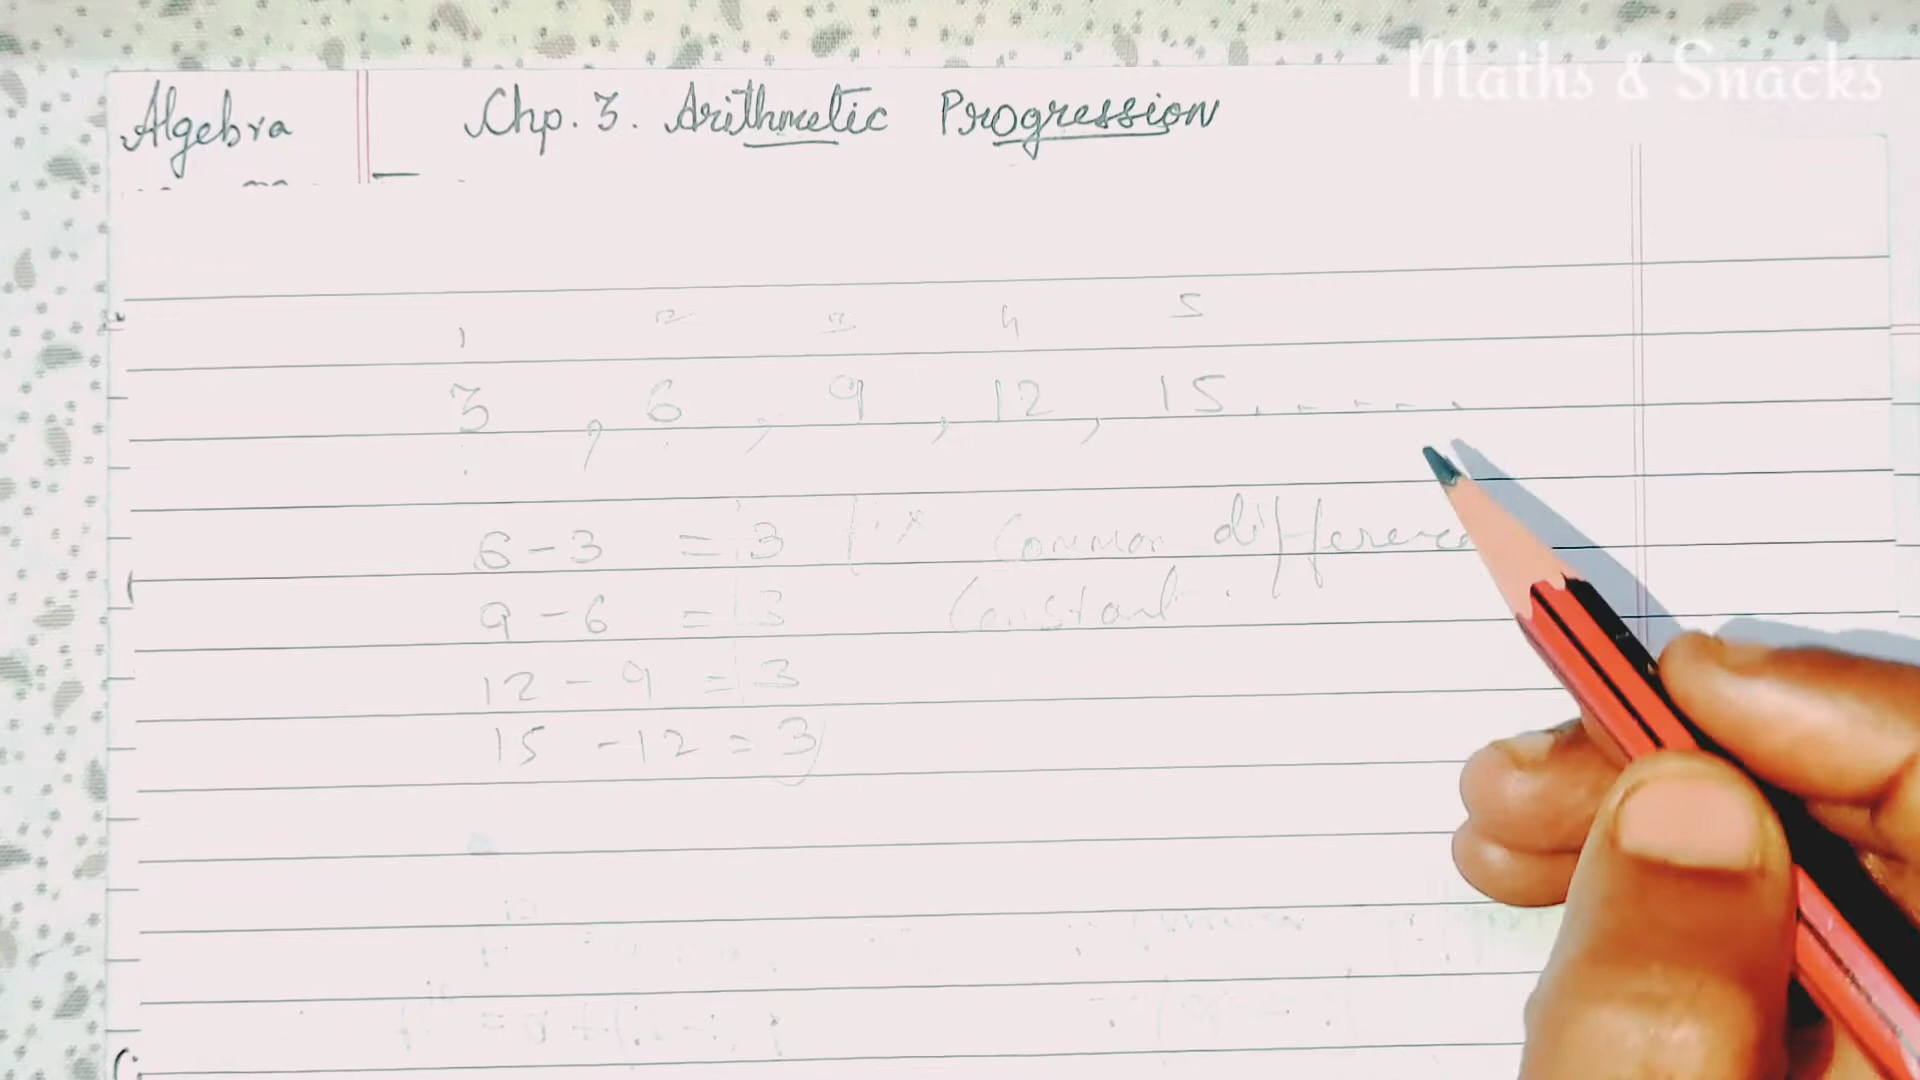 Maths & Snacks
Algebra Chp. 3. Arithmetic Progression
1 2 3 4 5
3 , 6 , 9 , 12 , 15 . - - - - .
6 - 3 = 3 fix Common difference
9 - 6 = 3 Constant.
12 - 9 = 3
15 - 12 = 3